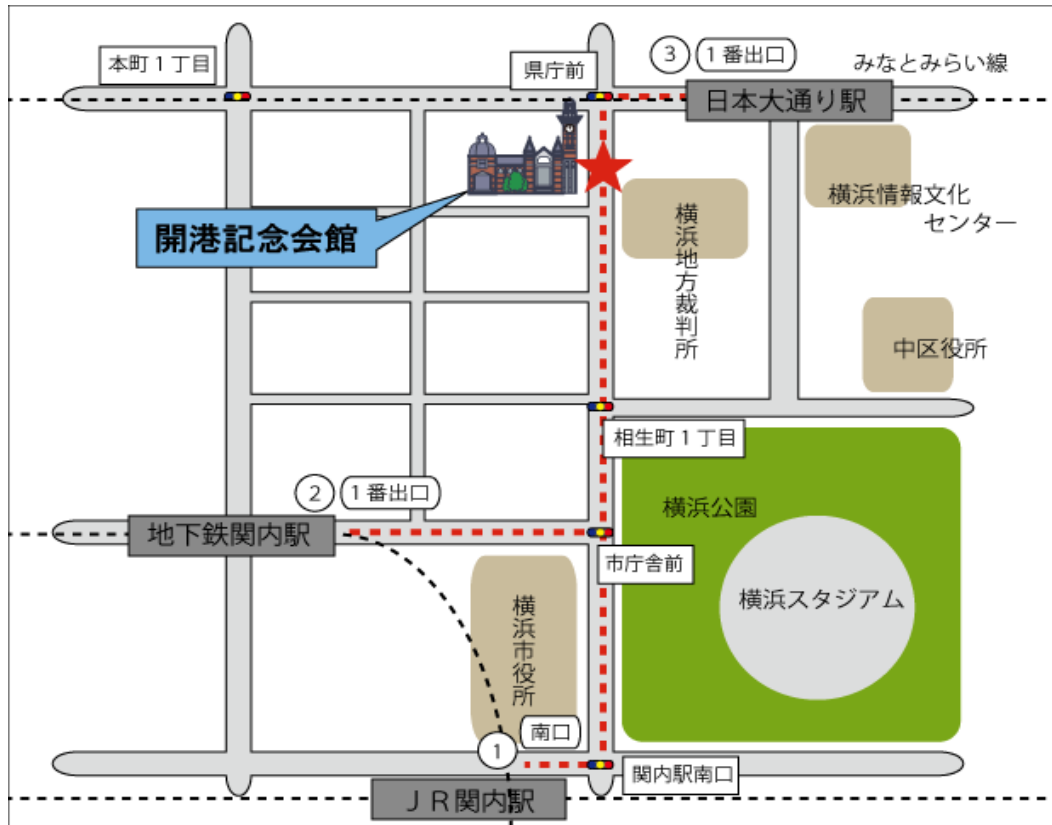 本町1丁目
県庁前
③ 1番出口
みなとみらい線
日本大通り駅
開港記念会館
横浜地方裁判所
横浜情報文化
センター
中区役所
相生町1丁目
② 1番出口
地下鉄関内駅
市庁舎前
横浜公園
横浜スタジアム
横浜市役所
① 南口
関内駅南口
JR関内駅